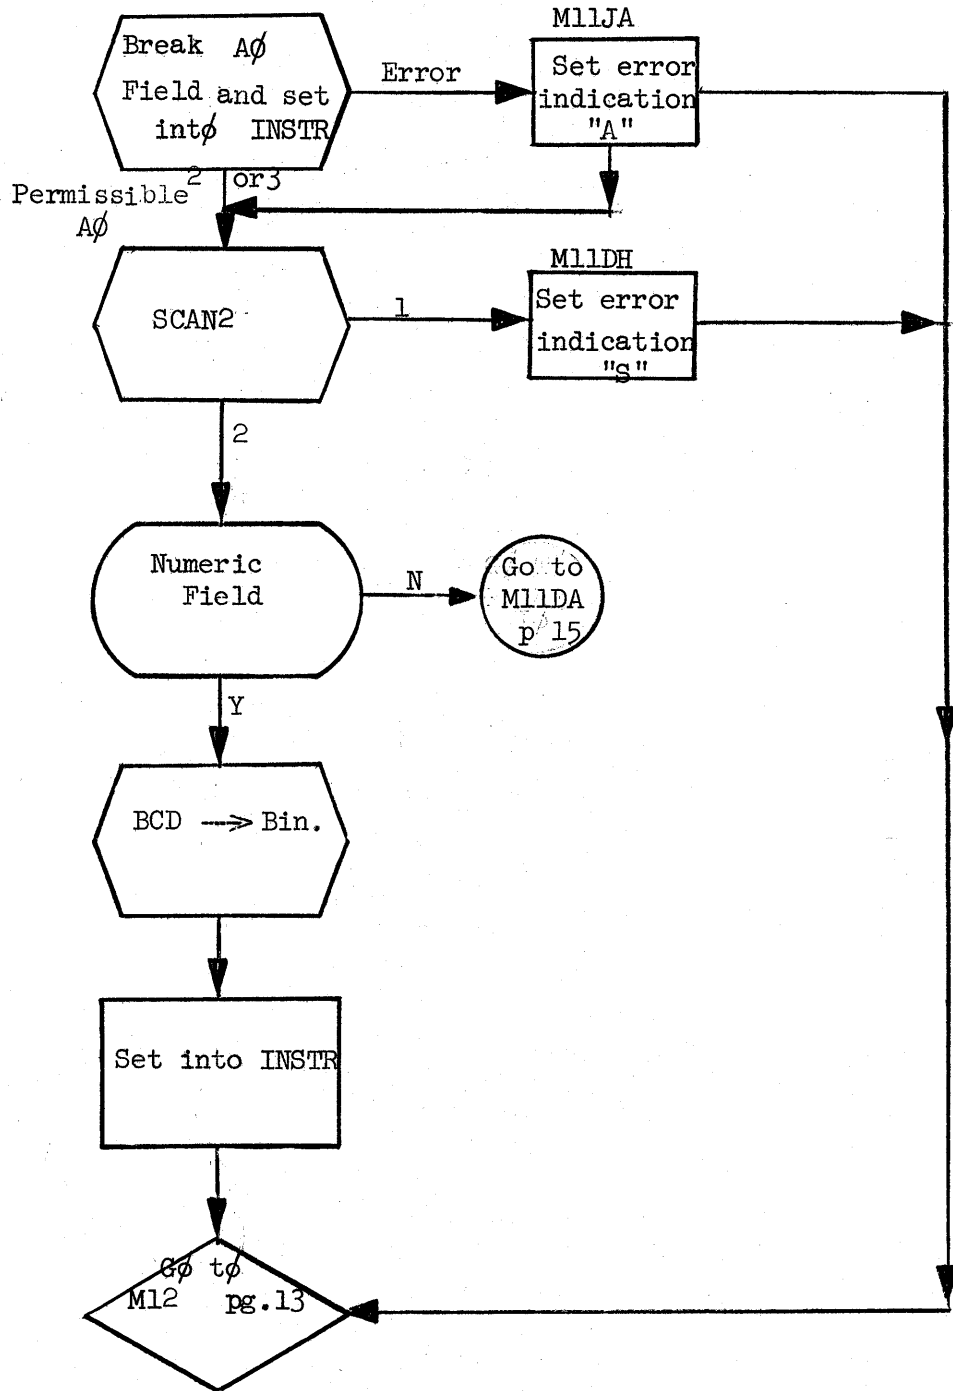 M11JA
Break AØ
Field and set
intØ INSTR
Error
Set error
indication
"A"
2 or3
Permissible
AØ
M11DH
SCAN2
1
Set error
indication
"S"
2
Numeric
Field
N
Go to
M11DA
p 15
Y
BCD --> Bin.
Set into INSTR
GØ tØ
M12 pg.13